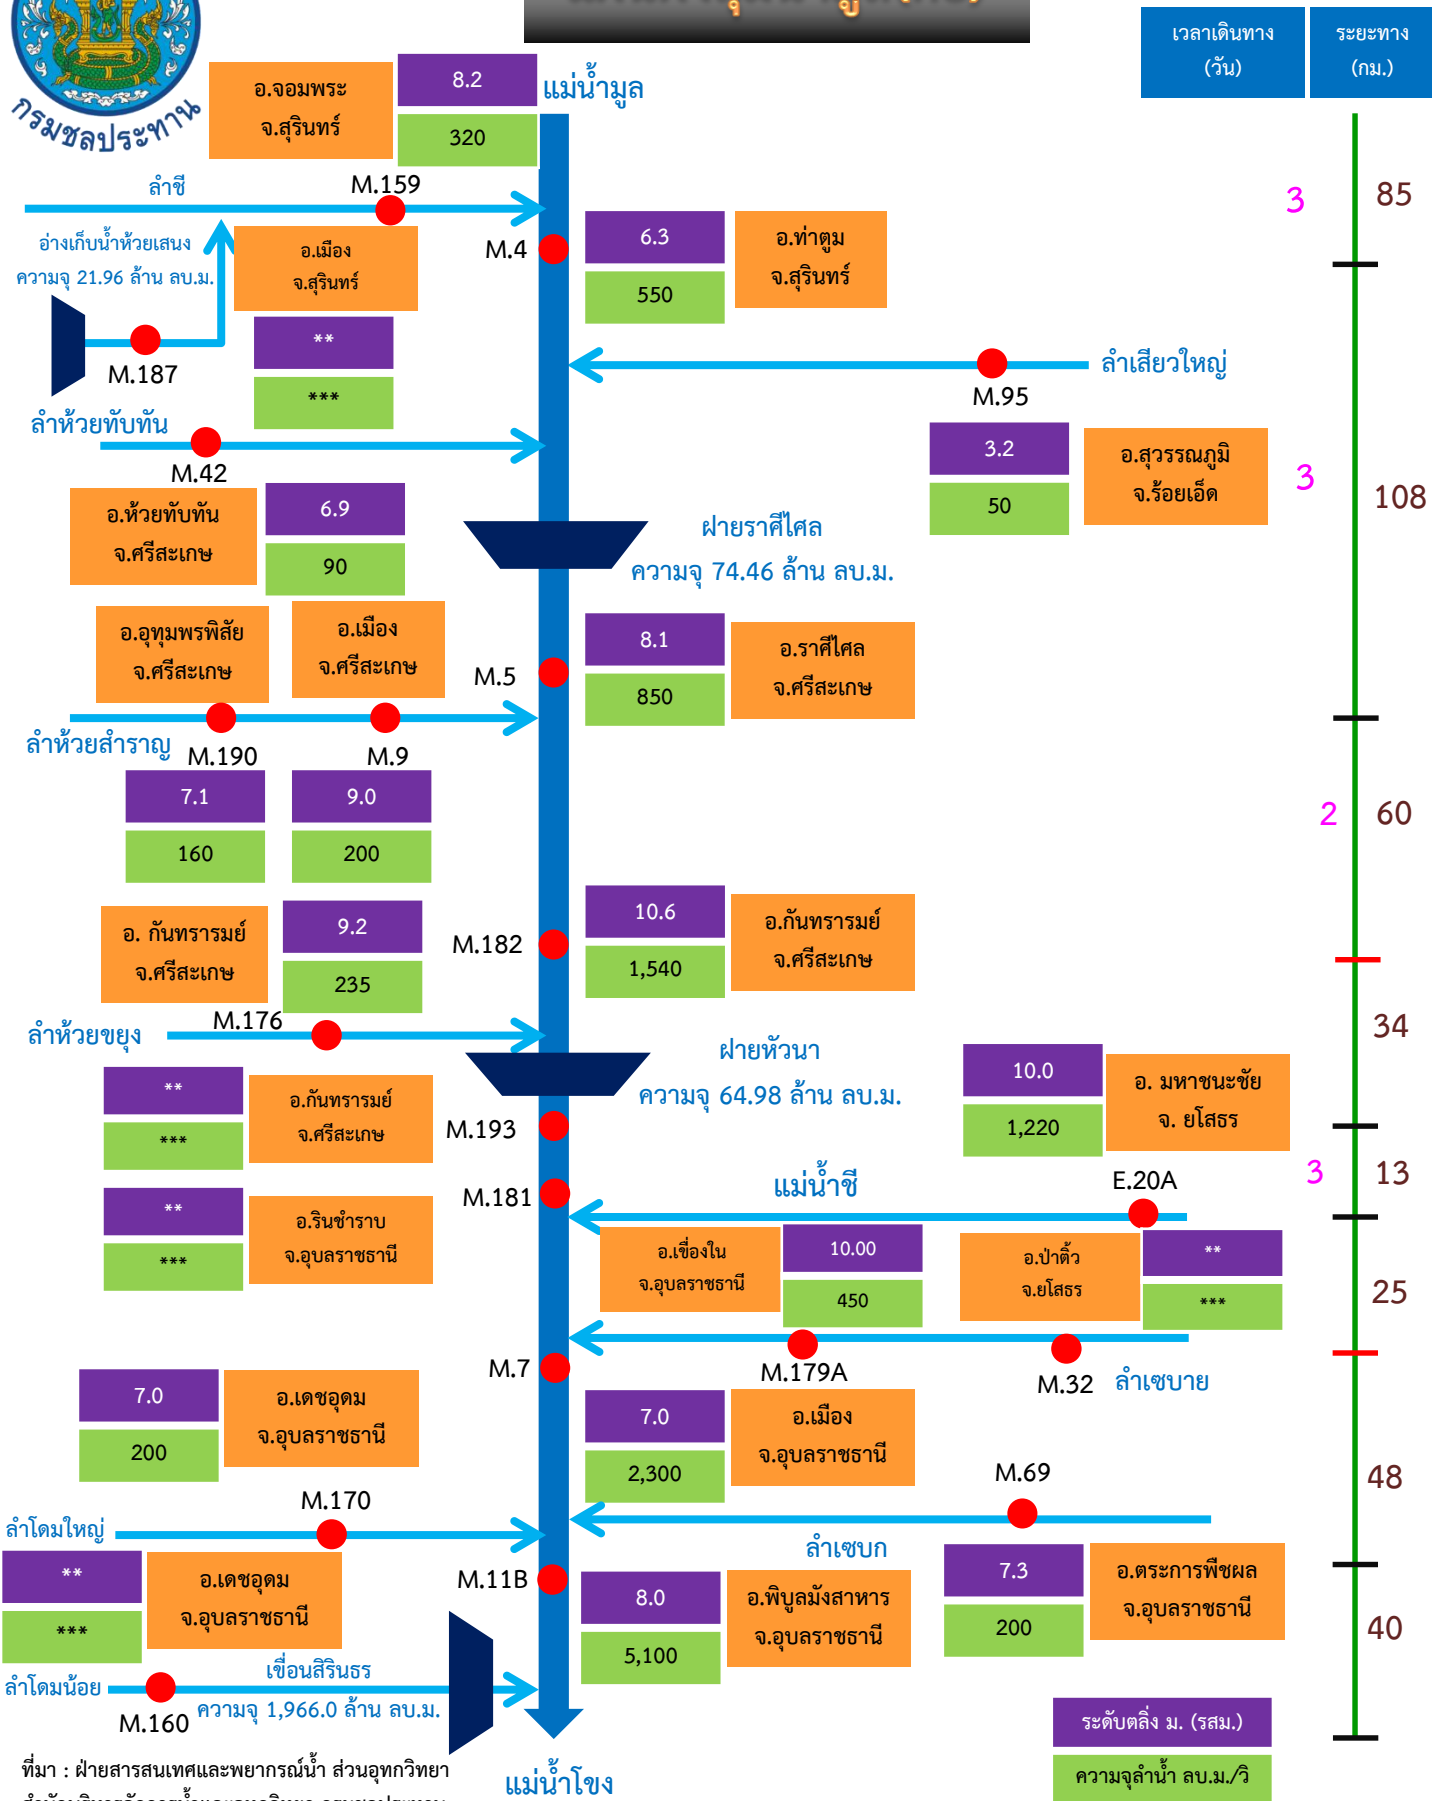 กรมชลประทาน
เวลาเดินทาง
(วัน)
ระยะทาง
(กม.)
อ.จอมพระ
จ.สุรินทร์
8.2
320
แม่น้ำมูล
ลำชี
M.159
3
85
อ่างเก็บน้ำห้วยเสนง
ความจุ 21.96 ล้าน ลบ.ม.
อ.เมือง
จ.สุรินทร์
**
***
M.187
M.4
6.3
550
อ.ท่าตูม
จ.สุรินทร์
ลำเสียวใหญ่
M.95
3.2
50
อ.สุวรรณภูมิ
จ.ร้อยเอ็ด
3
108
ลำห้วยทับทัน
M.42
อ.ห้วยทับทัน
จ.ศรีสะเกษ
6.9
90
ฝายราศีไศล
ความจุ 74.46 ล้าน ลบ.ม.
อ.อุทุมพรพิสัย
จ.ศรีสะเกษ
อ.เมือง
จ.ศรีสะเกษ
M.5
8.1
850
อ.ราศีไศล
จ.ศรีสะเกษ
ลำห้วยสำราญ
M.190
M.9
7.1
160
9.0
200
2
60
อ. กันทรารมย์
จ.ศรีสะเกษ
9.2
235
M.182
10.6
1,540
อ.กันทรารมย์
จ.ศรีสะเกษ
M.176
ลำห้วยขยุง
34
ฝายหัวนา
ความจุ 64.98 ล้าน ลบ.ม.
10.0
1,220
อ. มหาชนะชัย
จ. ยโสธร
**
***
อ.กันทรารมย์
จ.ศรีสะเกษ
M.193
M.181
แม่น้ำชี
E.20A
3
13
**
***
อ.รินชำราบ
จ.อุบลราชธานี
อ.เขื่องใน
จ.อุบลราชธานี
10.00
450
อ.ป่าติ้ว
จ.ยโสธร
**
***
25
M.7
M.179A
M.32
ลำเซบาย
7.0
200
อ.เดชอุดม
จ.อุบลราชธานี
7.0
2,300
อ.เมือง
จ.อุบลราชธานี
M.69
48
M.170
ลำโดมใหญ่
ลำเซบก
**
***
อ.เดชอุดม
จ.อุบลราชธานี
M.11B
8.0
5,100
อ.พิบูลมังสาหาร
จ.อุบลราชธานี
7.3
200
อ.ตระการพืชผล
จ.อุบลราชธานี
40
ลำโดมน้อย
M.160
เขื่อนสิรินธร
ความจุ 1,966.0 ล้าน ลบ.ม.
ระดับตลิ่ง ม. (รสม.)
ความจุลำน้ำ ลบ.ม./วิ
แม่น้ำโขง
ที่มา : ฝ่ายสารสนเทศและพยากรณ์น้ำ ส่วนอุทกวิทยา